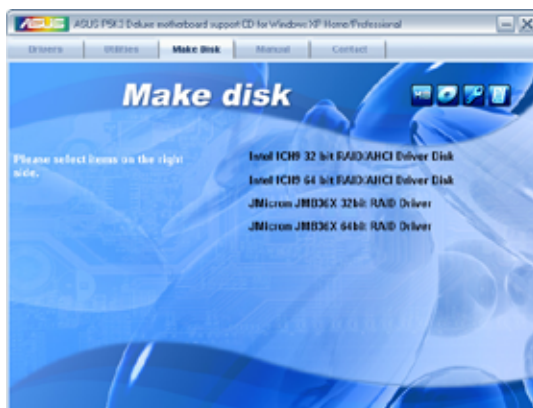 ASUS P5K3 Deluxe motherboard support CD for Windows XP Home/Professional
Drivers Utilities Make Disk Manual Contact
Make disk
Please select items on the right side.
Intel ICH9 32 bit RAID/AHCI Driver Disk
Intel ICH9 64 bit RAID/AHCI Driver Disk
JMicron JMB36X 32bit RAID Driver
JMicron JMB36X 64bit RAID Driver